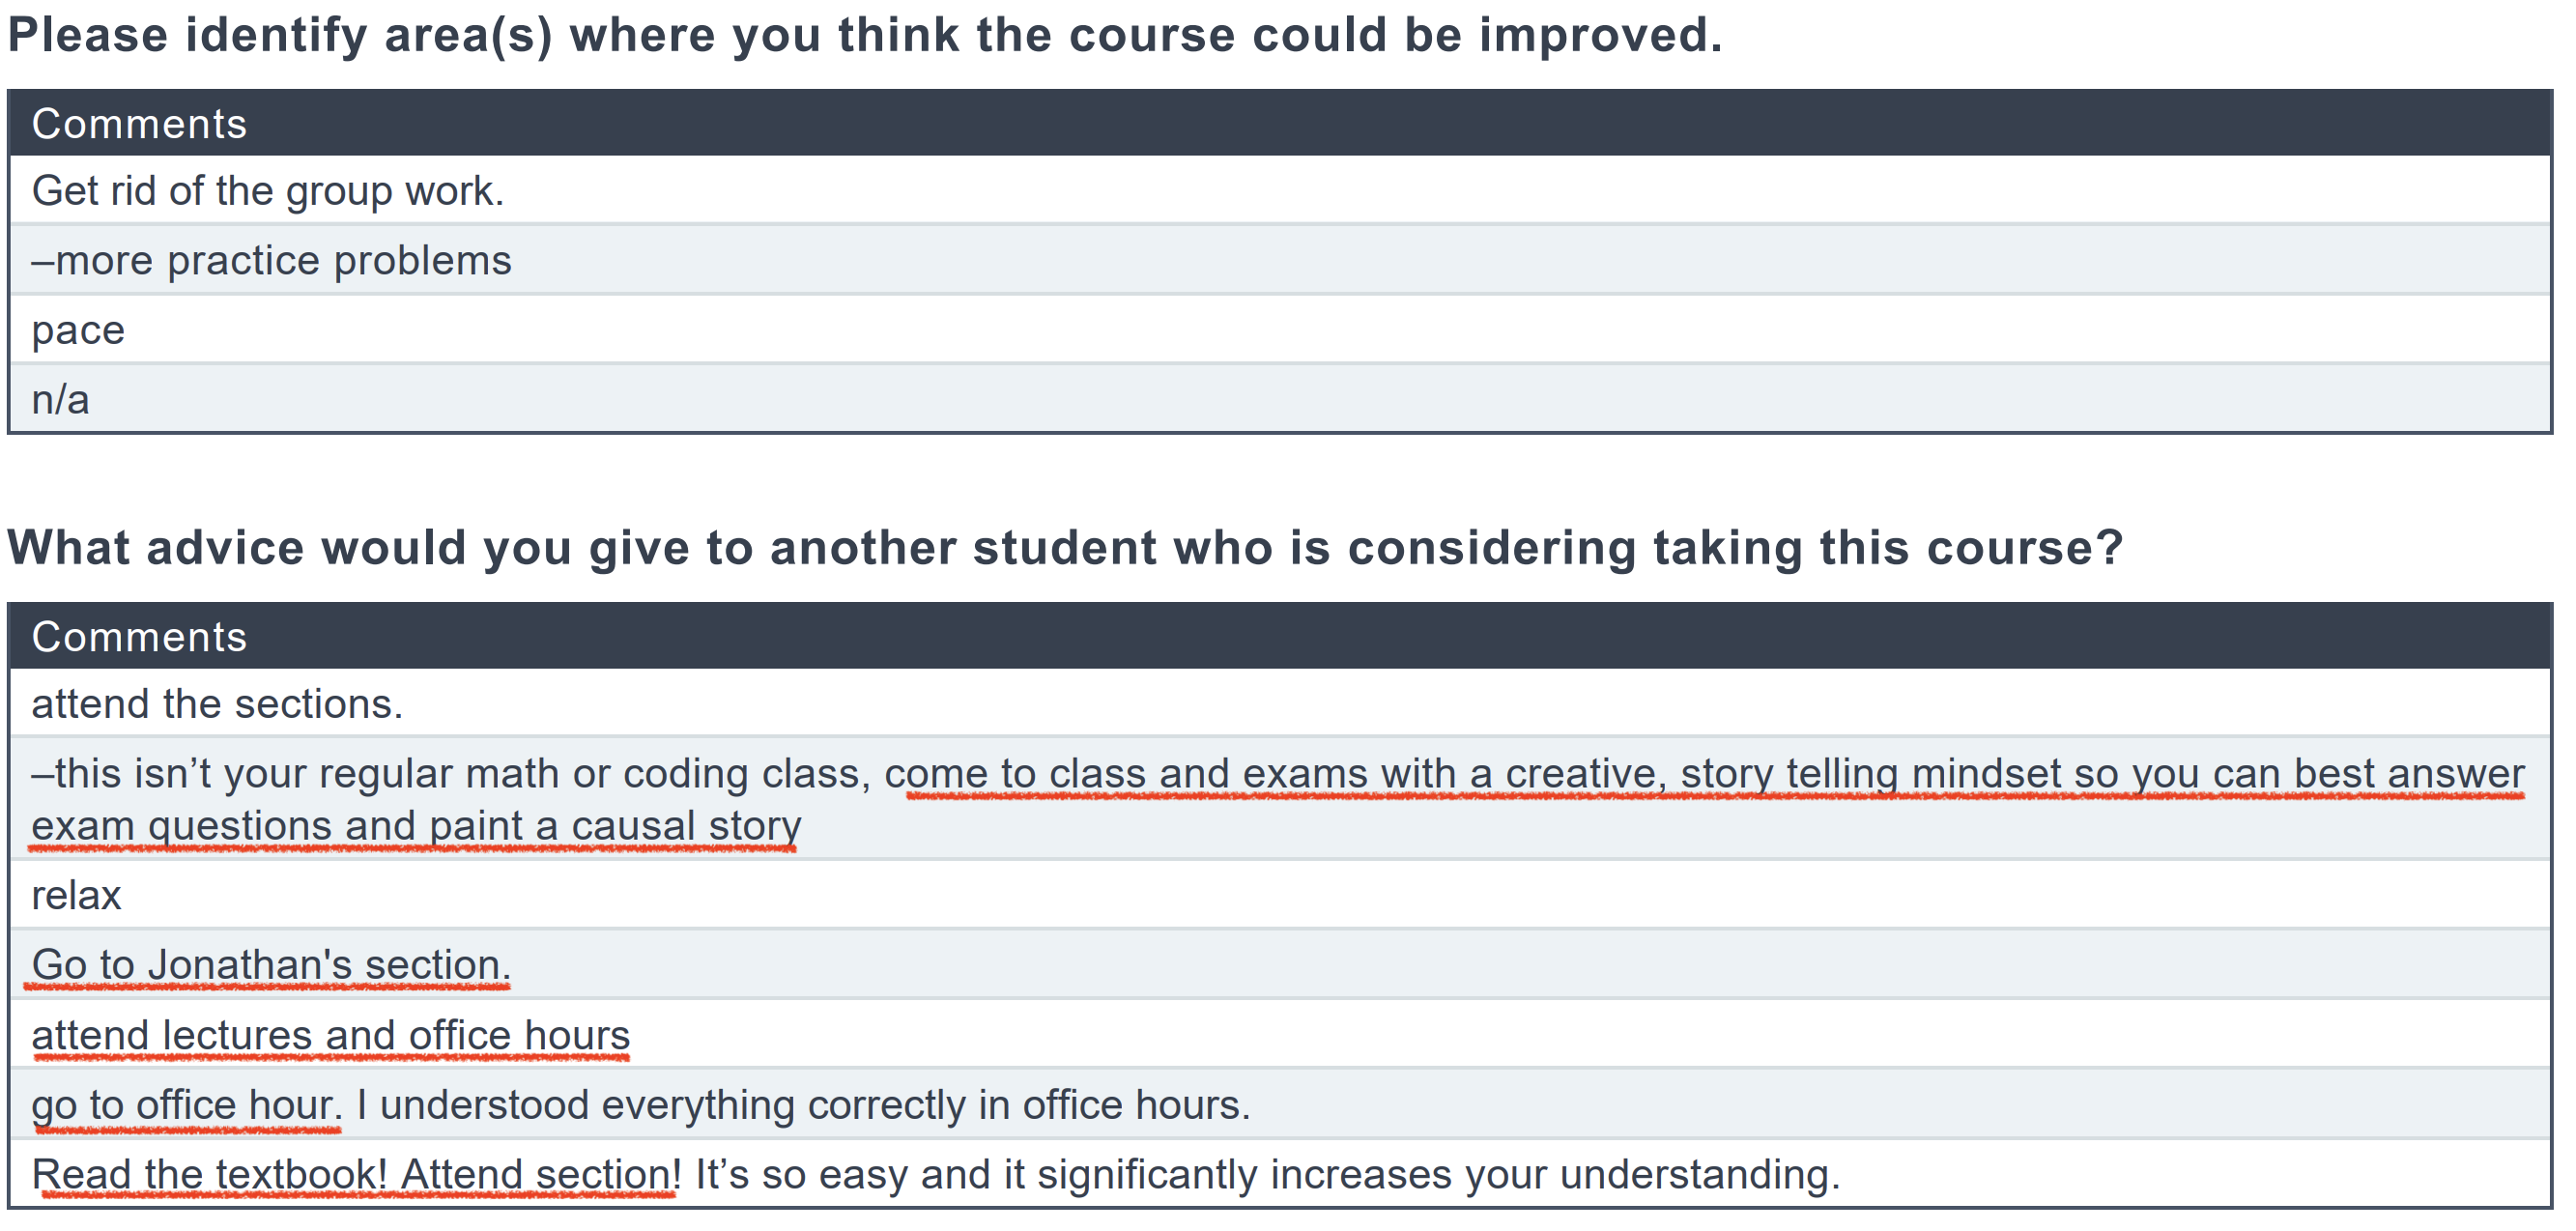 Please identify area(s) where you think the course could be improved.
Comments
Get rid of the group work.
–more practice problems
pace
n/a
What advice would you give to another student who is considering taking this course?
Comments
attend the sections.
–this isn’t your regular math or coding class, come to class and exams with a creative, story telling mindset so you can best answer
exam questions and paint a causal story
relax
Go to Jonathan's section.
attend lectures and office hours
go to office hour. I understood everything correctly in office hours.
Read the textbook! Attend section! It’s so easy and it significantly increases your understanding.